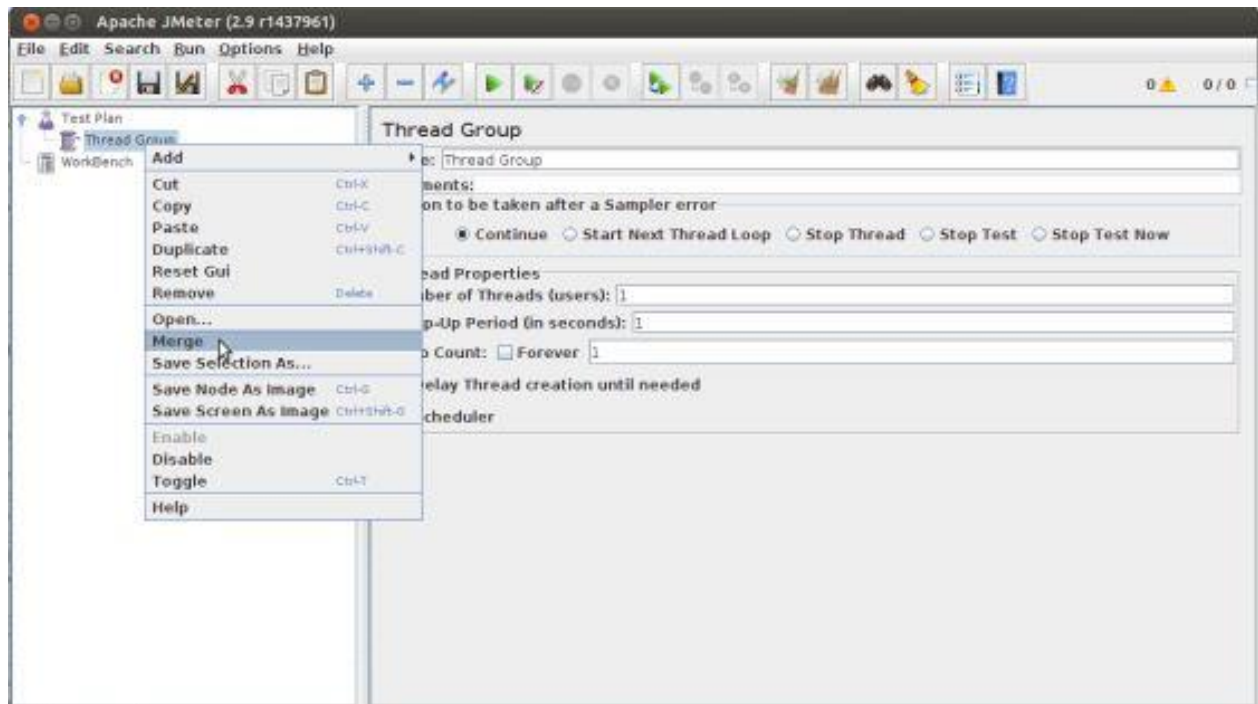 Apache JMeter (2.9 r1437961)
File Edit Search Run Options Help
0 0/0
Test Plan
Thread Group
Thread Group
WorkBench
Add
e: Thread Group
Cut Ctrl-X
ments:
Copy Ctrl-C
on to be taken after a Sampler error
Paste Ctrl-V
Continue Start Next Thread Loop Stop Thread Stop Test Stop Test Now
Duplicate Ctrl+Shift-C
Reset Gui
ead Properties
Remove Delete
ber of Threads (users): 1
Open...
p-Up Period (in seconds): 1
Merge
Count: Forever 1
Save Selection As...
Save Node As Image Ctrl-G
elay Thread creation until needed
Save Screen As Image Ctrl+Shift-G
cheduler
Enable
Disable
Toggle Ctrl-T
Help